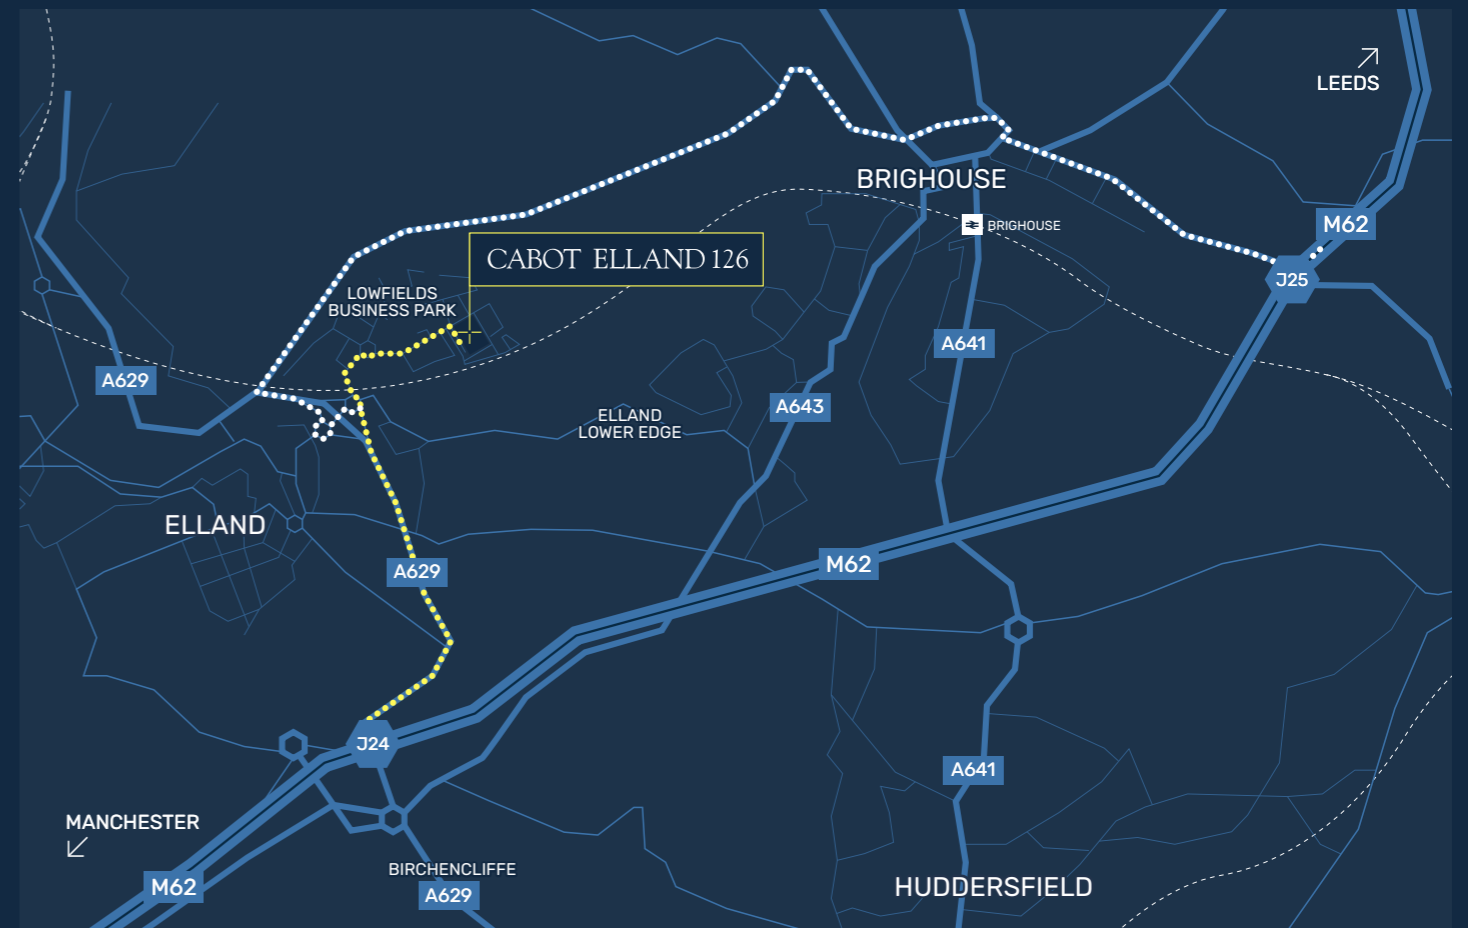 LEEDS
BRIGHOUSE
M62
BRIGHOUSE
CABOT ELLAND 126
J25
LOWFIELDS
BUSINESS PARK
A641
A629
A643
ELLAND
LOWER EDGE
ELLAND
M62
A629
J24
A641
MANCHESTER
BIRCHENCLIFFE
M62
HUDDERSFIELD
A629